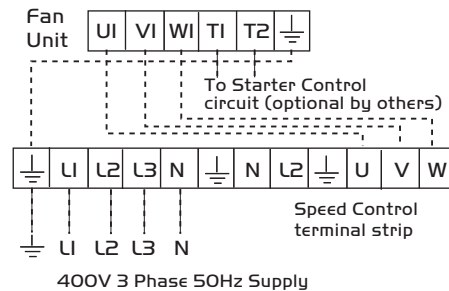 Fan
Unit
U1 V1 W1 T1 T2
To Starter Control
circuit (optional by others)
L1 L2 L3 N N L2 U V W
Speed Control
terminal strip
L1 L2 L3 N
400V 3 Phase 50Hz Supply